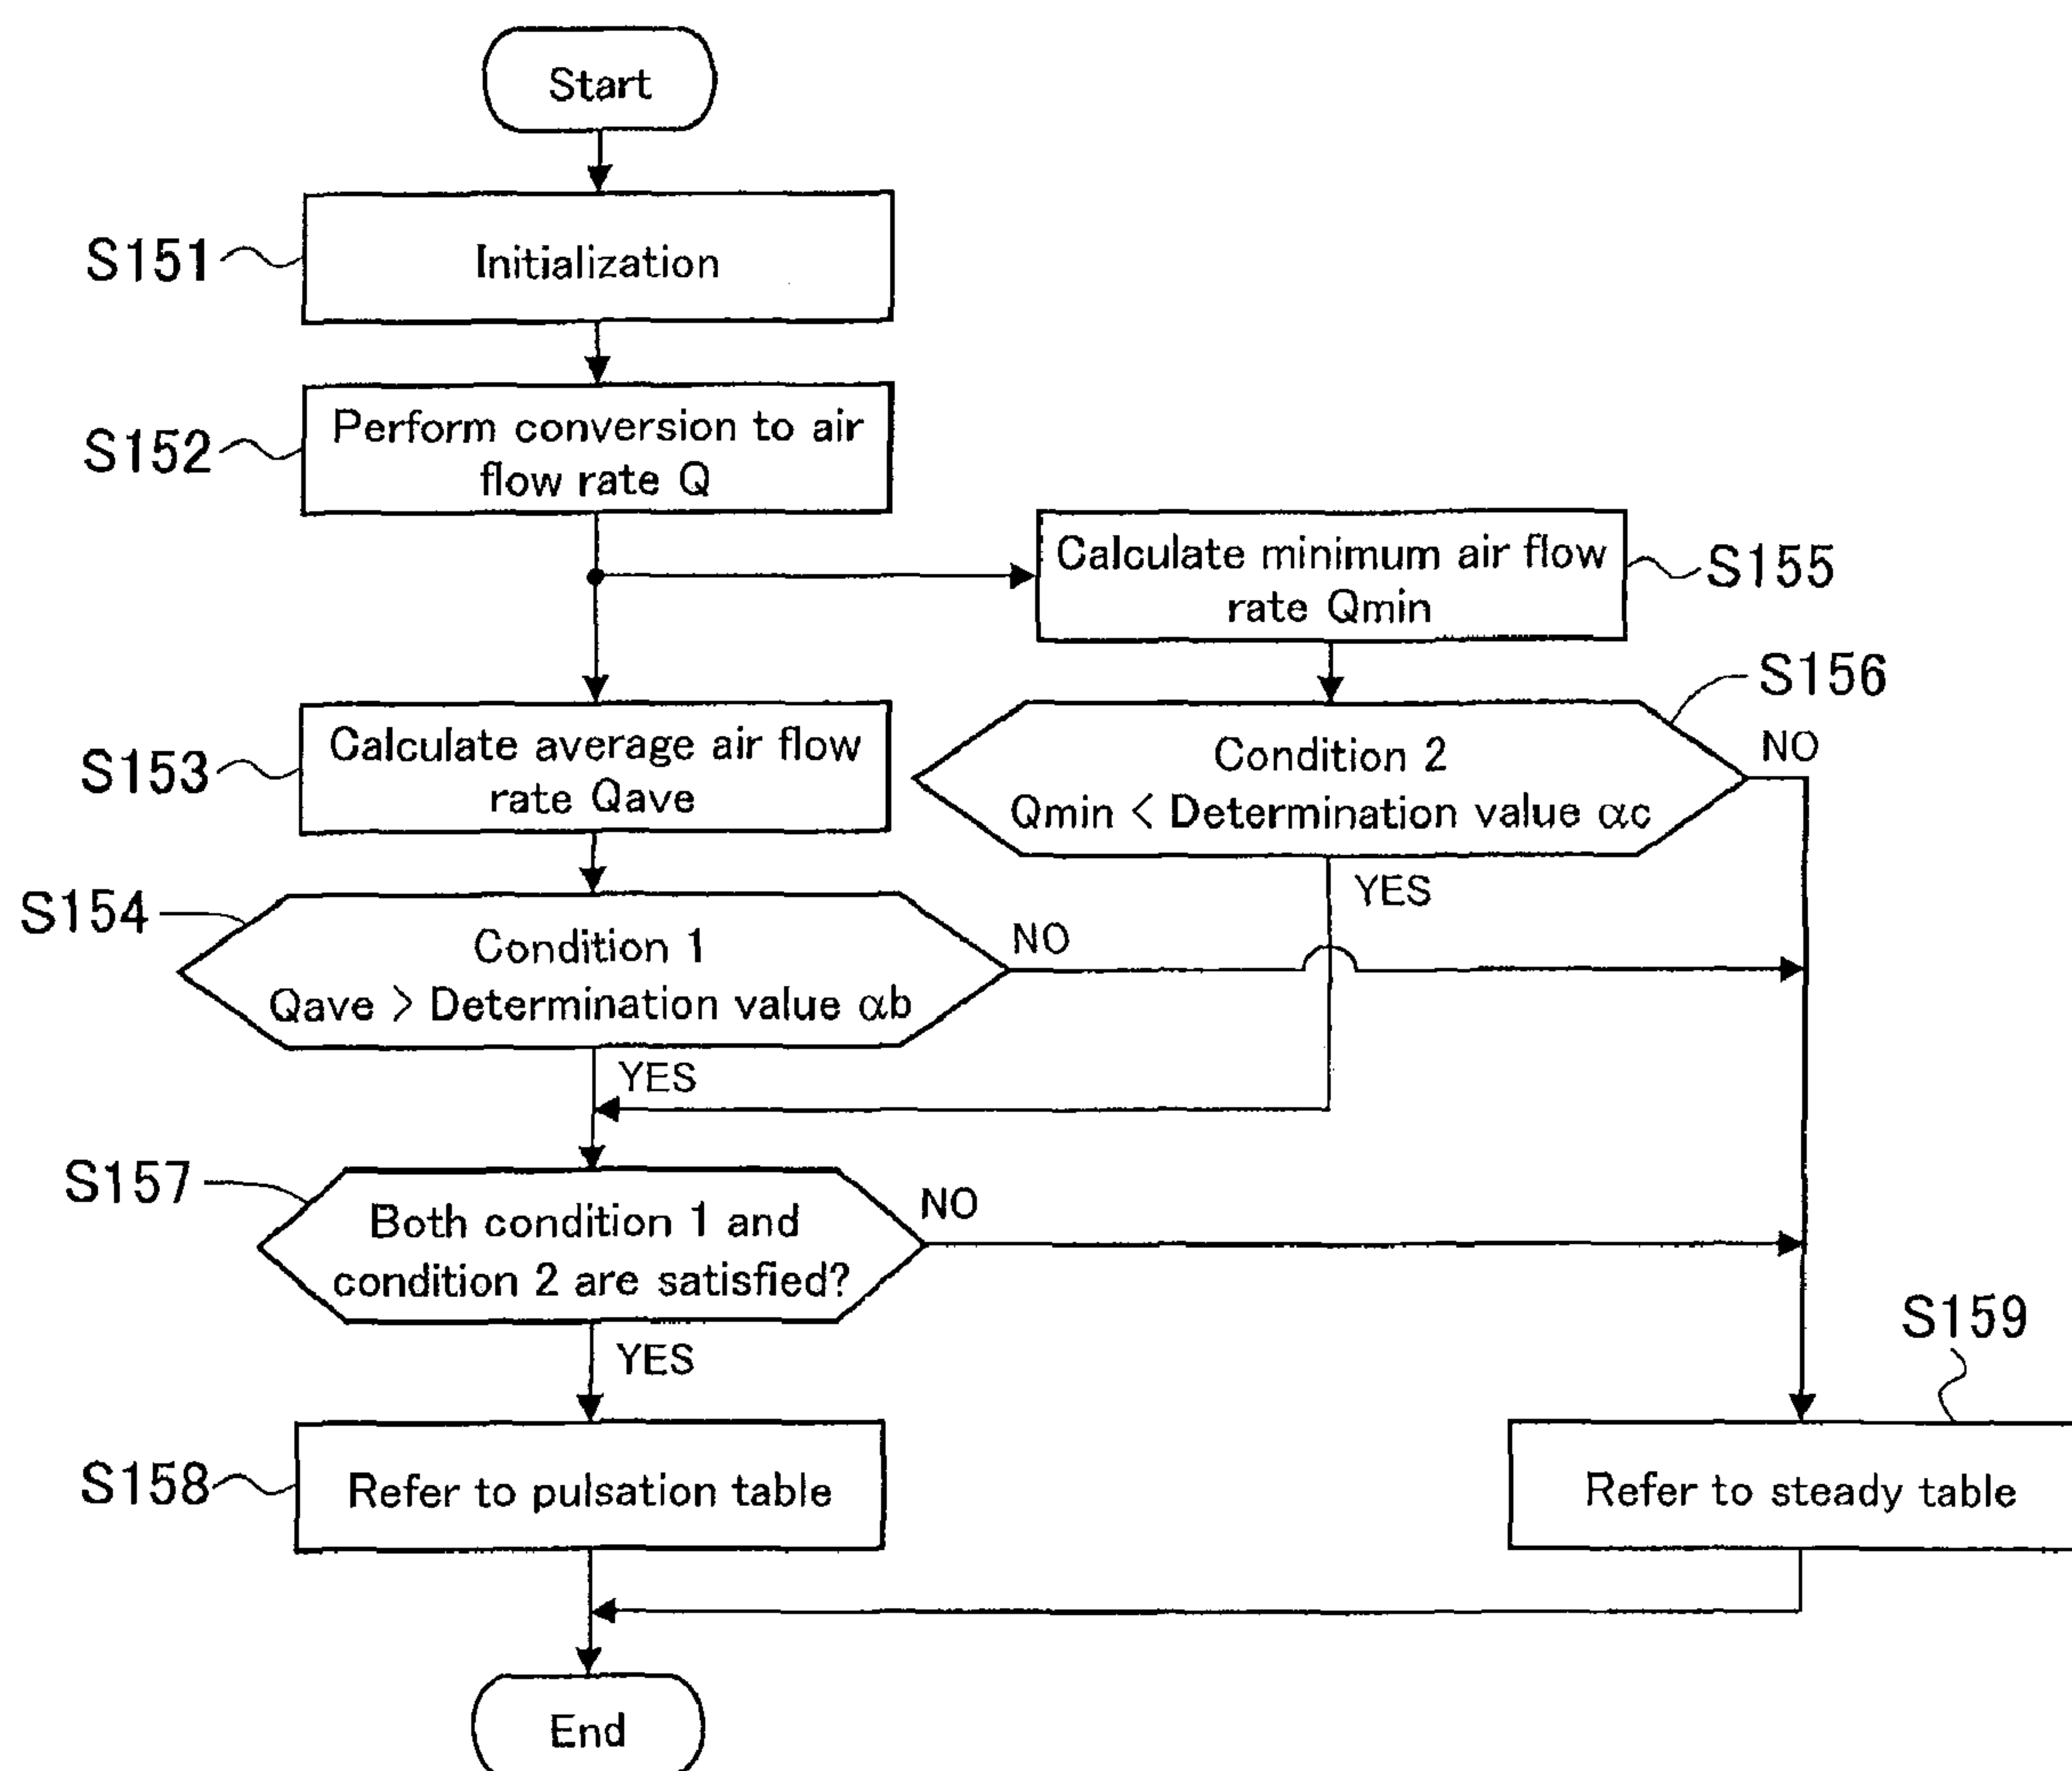 Start
S151
Initialization
S152
Perform conversion to air
flow rate Q
Calculate minimum air flow
rate Qmin
S155
S156
S153
Calculate average air flow
rate Qave
Condition 2
Qmin < Determination value αc
NO
YES
S154
Condition 1
Qave > Determination value αb
NO
YES
S157
Both condition 1 and
condition 2 are satisfied?
NO
YES
S159
S158
Refer to pulsation table
Refer to steady table
End